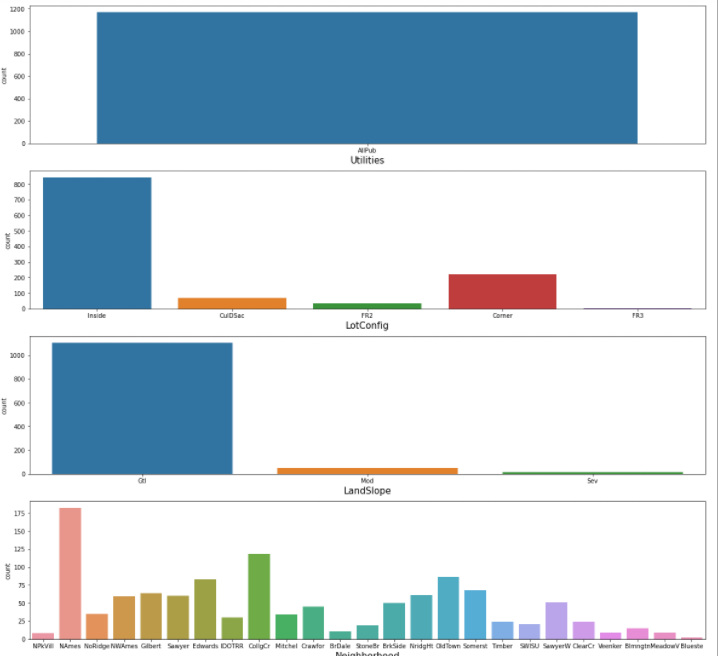 1200
1000
800
600
400
200
0
count
AllPub
Utilities
800
700
600
500
400
300
200
100
0
count
Inside CulDSac FR2 Corner FR3
LotConfig
1000
800
600
400
200
0
count
Gtl Mod Sev
LandSlope
175
150
125
100
75
50
25
0
count
NPkVill NAmes NoRidge NWAmes Gilbert Sawyer Edwards IDOTRR CollgCr Mitchel Crawfor BrDale StoneBr BrkSide NridgHt OldTown Somerst Timber SWISU SawyerW ClearCr Veenker Blmngtn MeadowV Blueste
Neighborhood